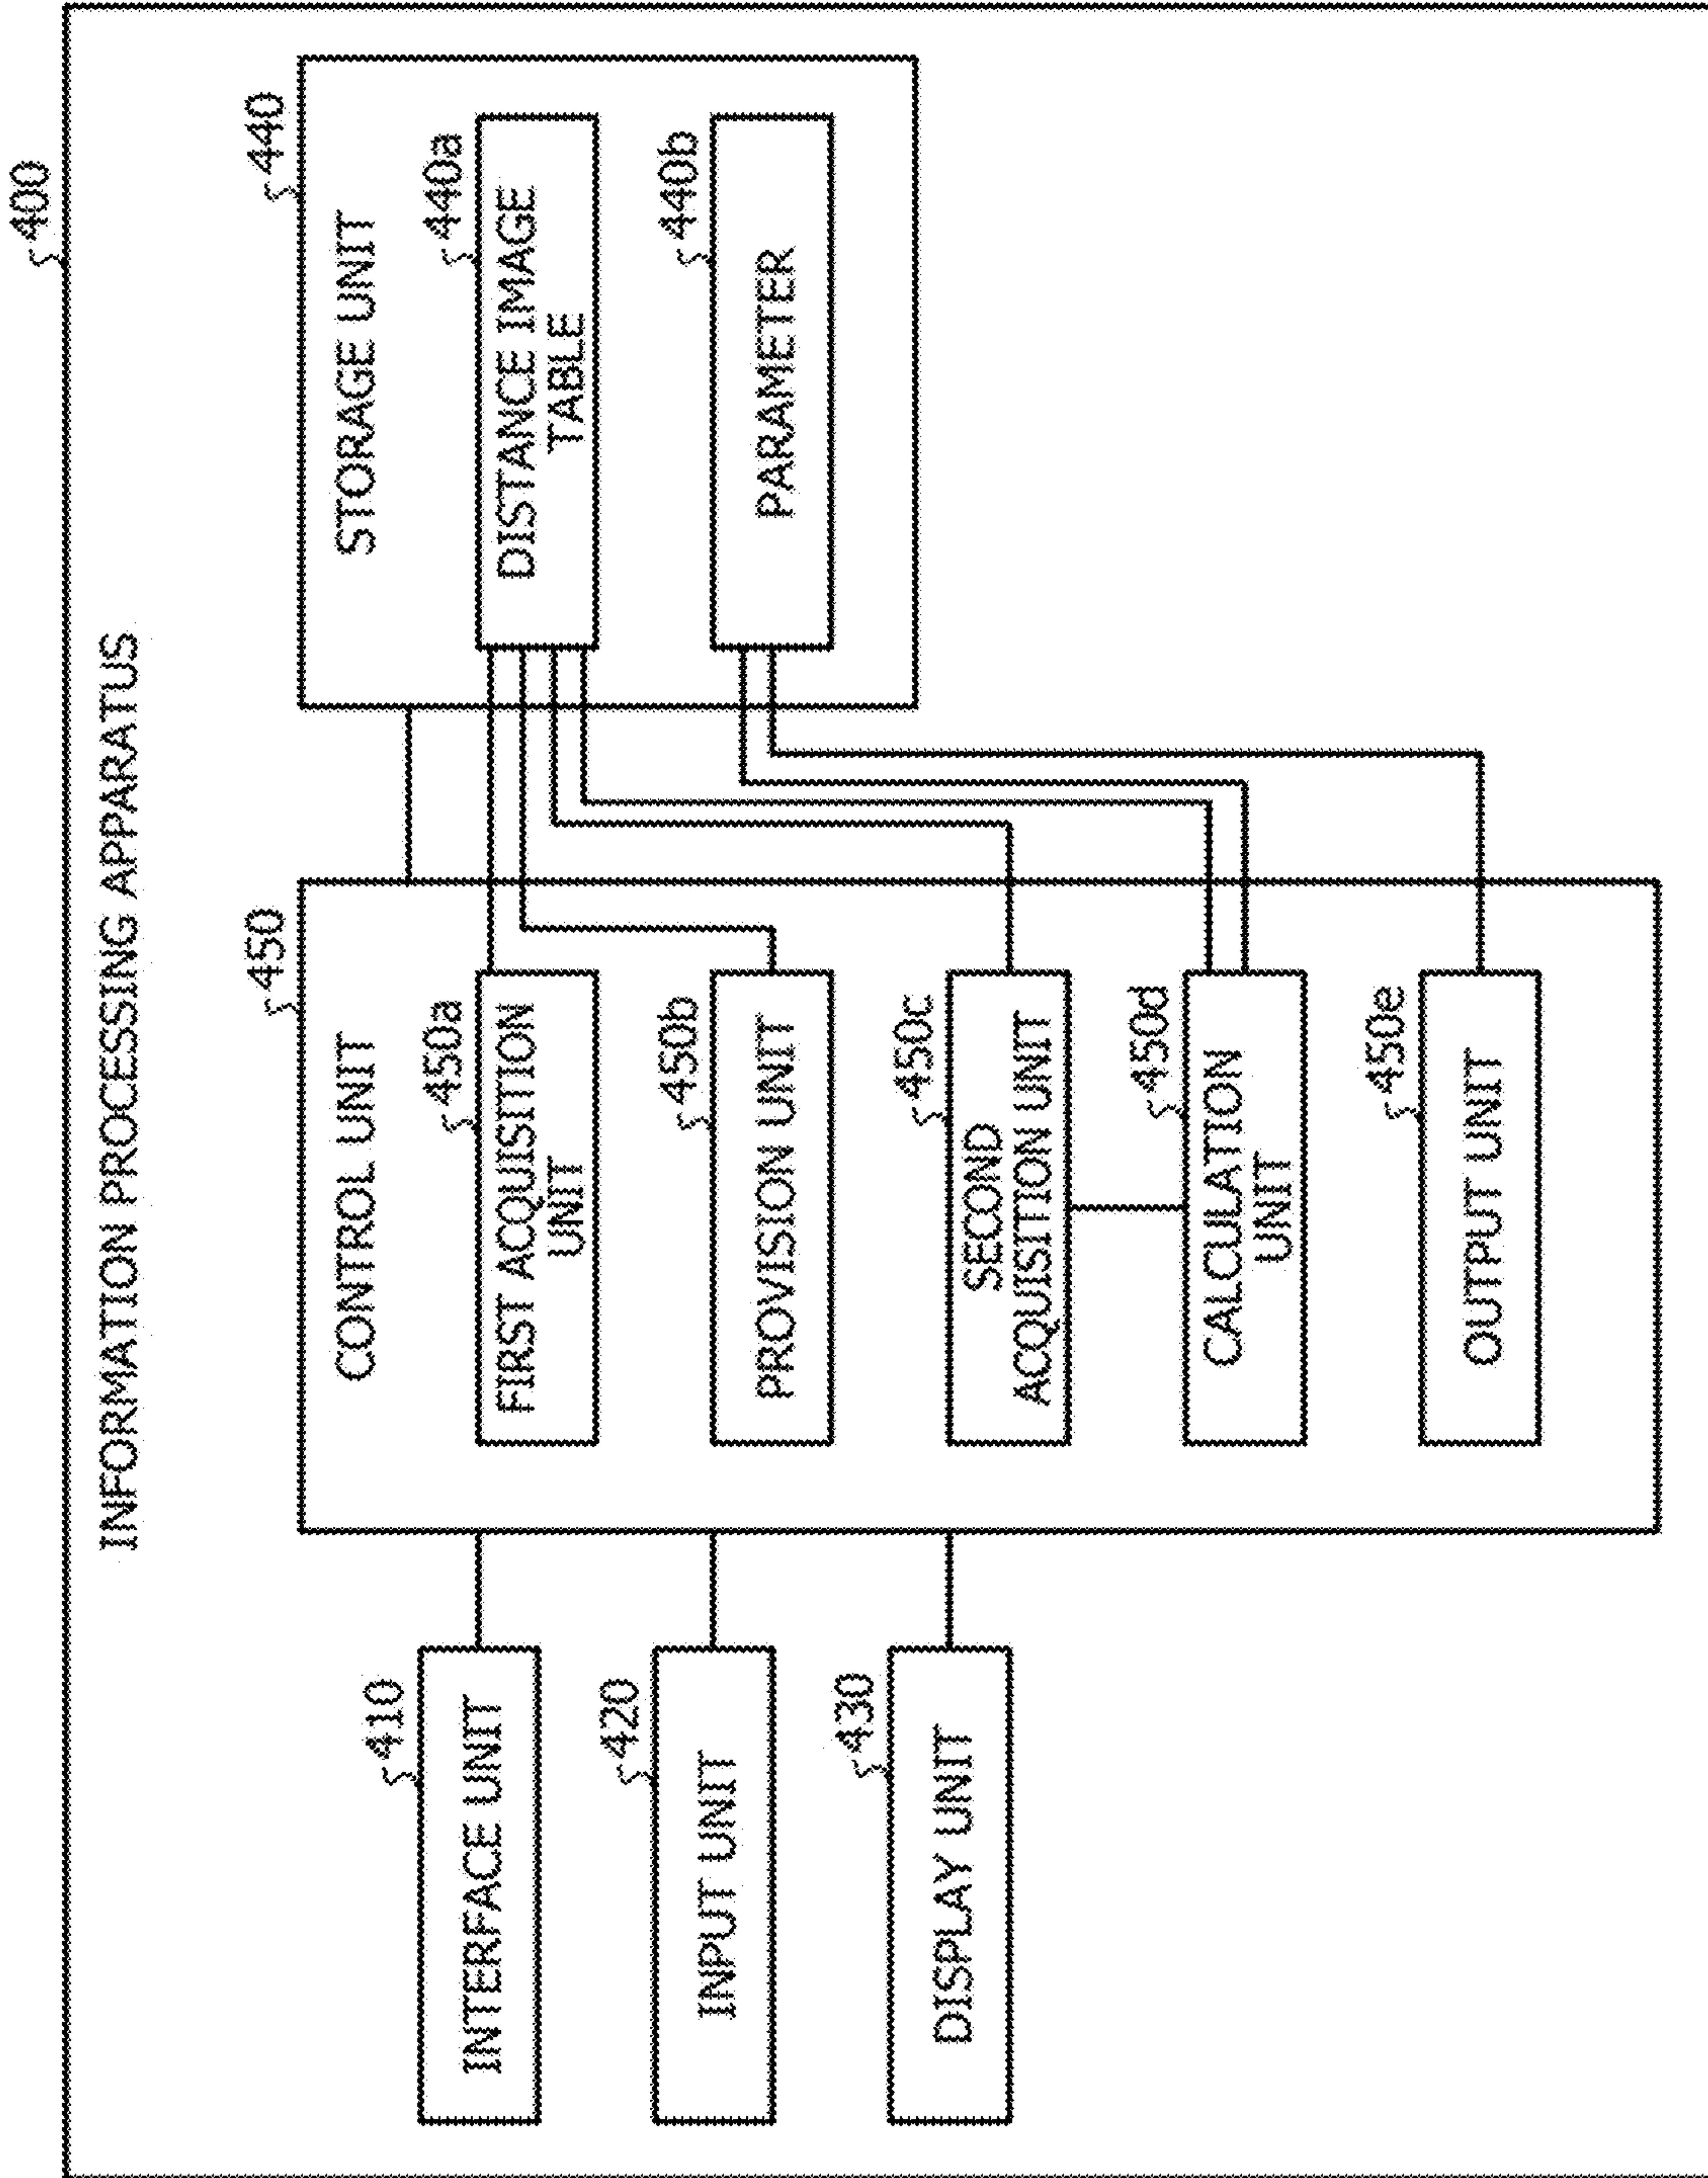 400
INFORMATION PROCESSING APPARATUS
410
INTERFACE UNIT
420
INPUT UNIT
430
DISPLAY UNIT
450
CONTROL UNIT
450a
FIRST ACQUISITION
UNIT
450b
PROVISION UNIT
450c
SECOND
ACQUISITION UNIT
450d
CALCULATION
UNIT
450e
OUTPUT UNIT
440
STORAGE UNIT
440a
DISTANCE IMAGE
TABLE
440b
PARAMETER